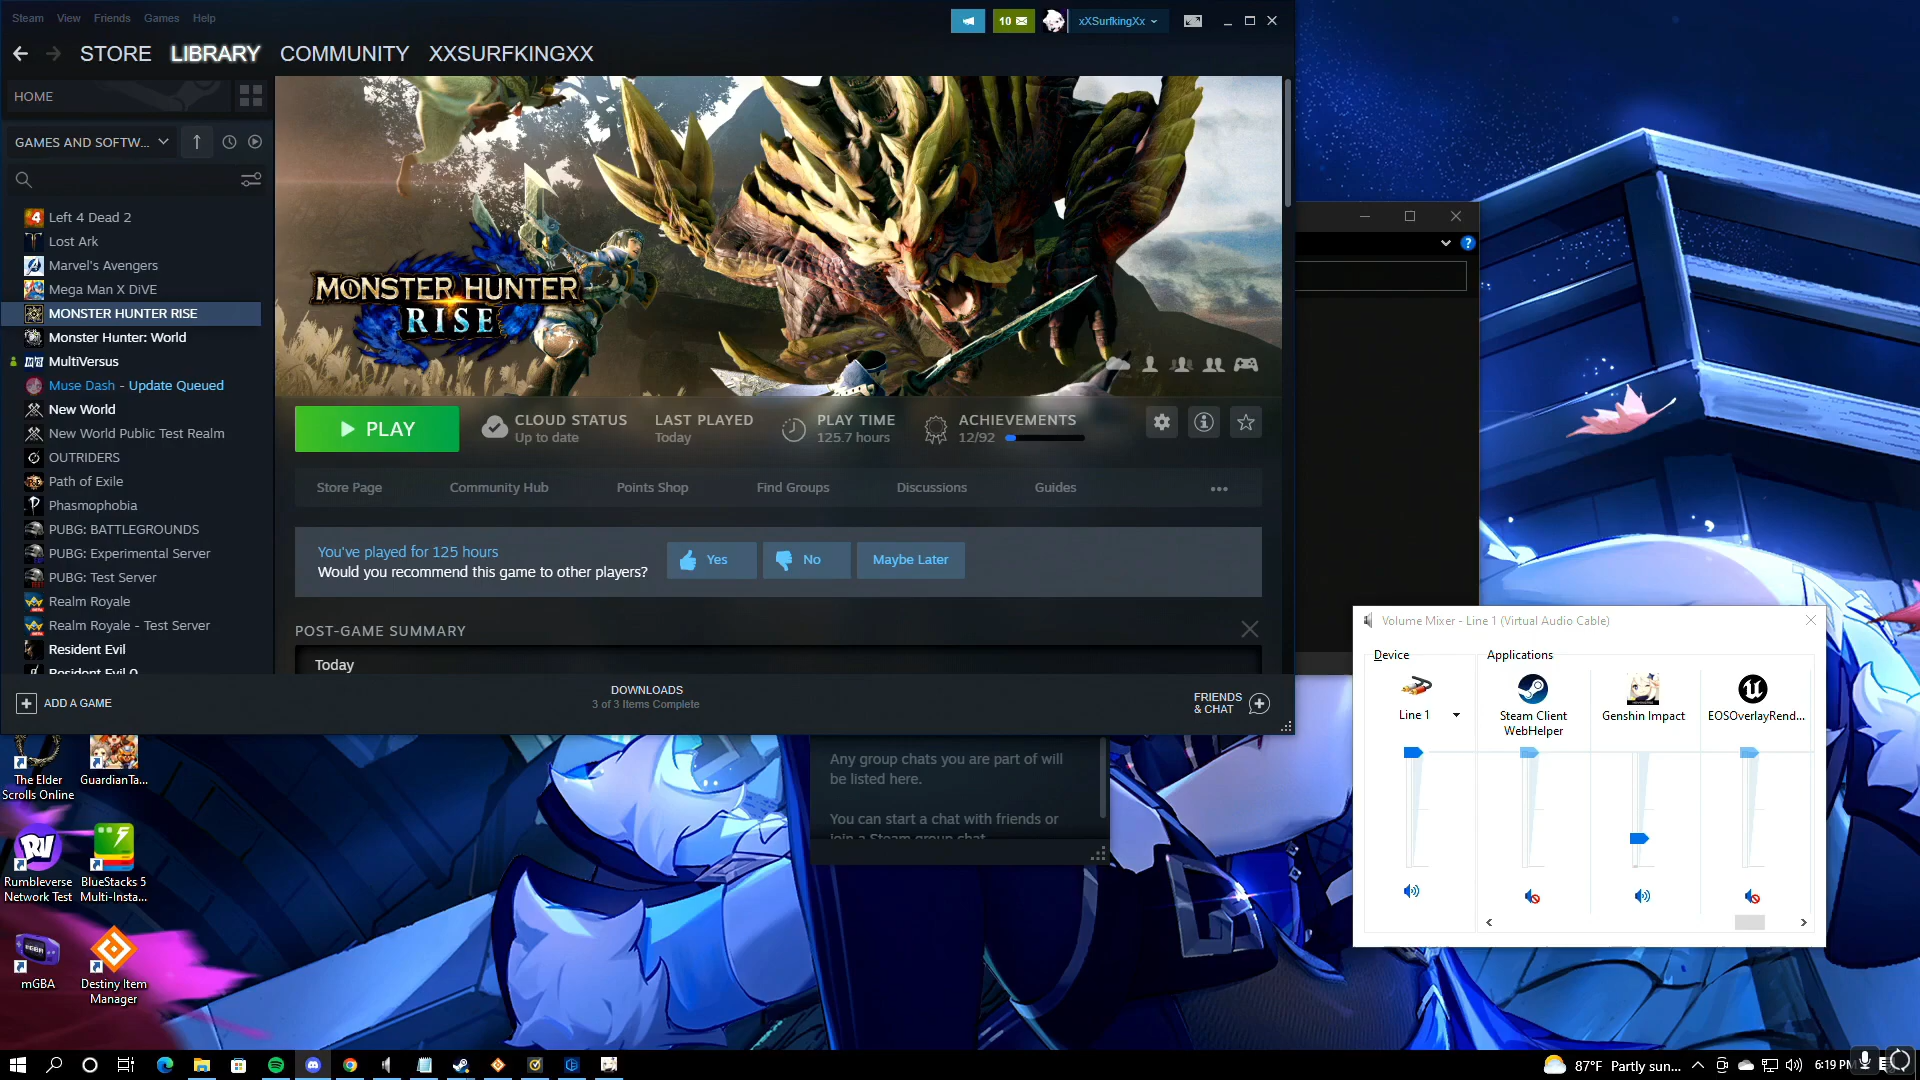 Steam View Friends Games Help
10 xXSurfkingXx
STORE LIBRARY COMMUNITY XXSURFKINGXX
HOME
GAMES AND SOFTW...
Left 4 Dead 2
Lost Ark
Marvel's Avengers
Mega Man X DiVE
MONSTER HUNTER RISE
Monster Hunter: World
MultiVersus
Muse Dash - Update Queued
New World
New World Public Test Realm
OUTRIDERS
Path of Exile
Phasmophobia
PUBG: BATTLEGROUNDS
PUBG: Experimental Server
PUBG: Test Server
Realm Royale
Realm Royale - Test Server
Resident Evil
Resident Evil 0
ADD A GAME
MONSTER HUNTER
RISE
PLAY
CLOUD STATUS
Up to date
LAST PLAYED
Today
PLAY TIME
125.7 hours
ACHIEVEMENTS
12/92
Store Page Community Hub Points Shop Find Groups Discussions Guides
You've played for 125 hours
Would you recommend this game to other players?
Yes No Maybe Later
POST-GAME SUMMARY
Today
DOWNLOADS
3 of 3 Items Complete
FRIENDS
& CHAT
Any group chats you are part of will
be listed here.
You can start a chat with friends or
join a Steam group chat
Volume Mixer - Line 1 (Virtual Audio Cable)
Device
Applications
Line 1
Steam Client
WebHelper
Genshin Impact
EOSOverlayRend...
The Elder
Scrolls Online
GuardianTa...
Rumbleverse
Network Test
BlueStacks 5
Multi-Insta...
mGBA
Destiny Item
Manager
87°F Partly sun...
6:19 PM